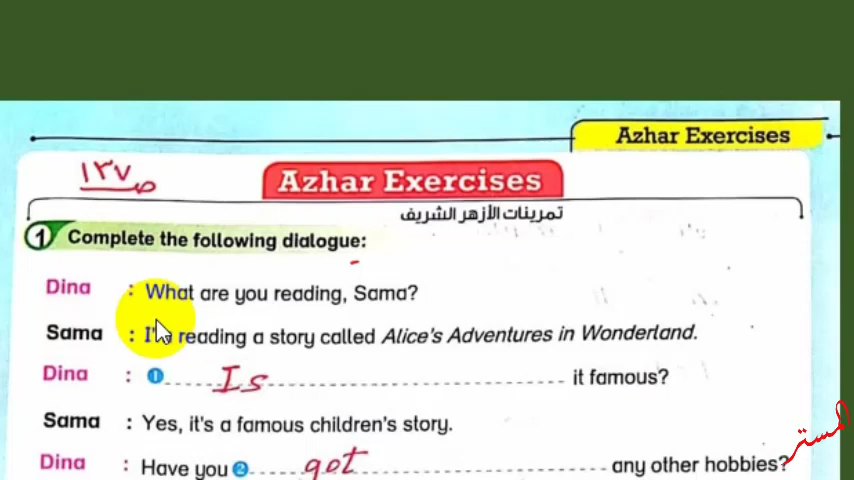 Azhar Exercises
ص ١٣٧
Azhar Exercises
تمرينات الأزهر الشريف
1 Complete the following dialogue:
Dina : What are you reading, Sama?
Sama : I'm reading a story called Alice's Adventures in Wonderland.
Dina : 1 Is it famous?
Sama : Yes, it's a famous children's story.
Dina : Have you 2 got any other hobbies?
المستر